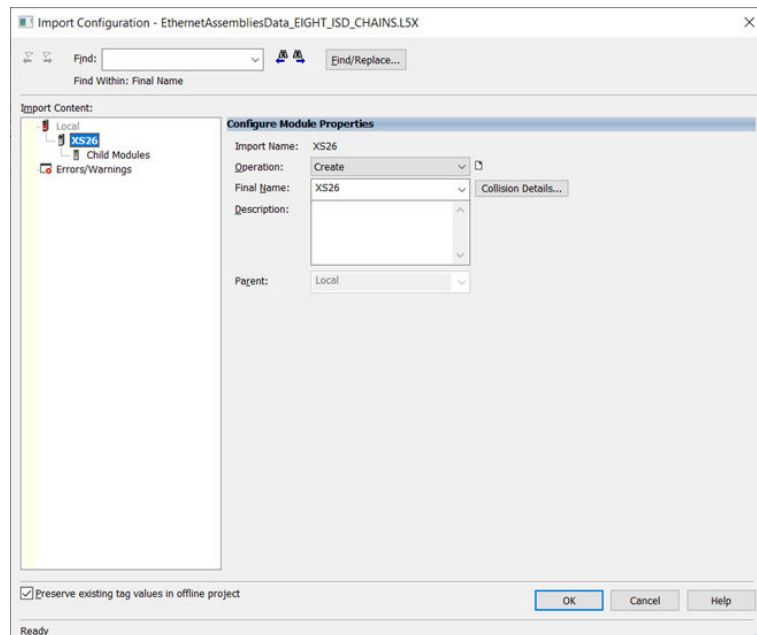 Import Configuration - EthernetAssembliesData_EIGHT_ISD_CHAINS.L5X
Find:
Find/Replace...
Find Within: Final Name
Import Content:
Local
XS26
Child Modules
Errors/Warnings
Configure Module Properties
Import Name: XS26
Operation: Create
Final Name: XS26
Collision Details...
Description:
Parent: Local
Preserve existing tag values in offline project
OK Cancel Help
Ready